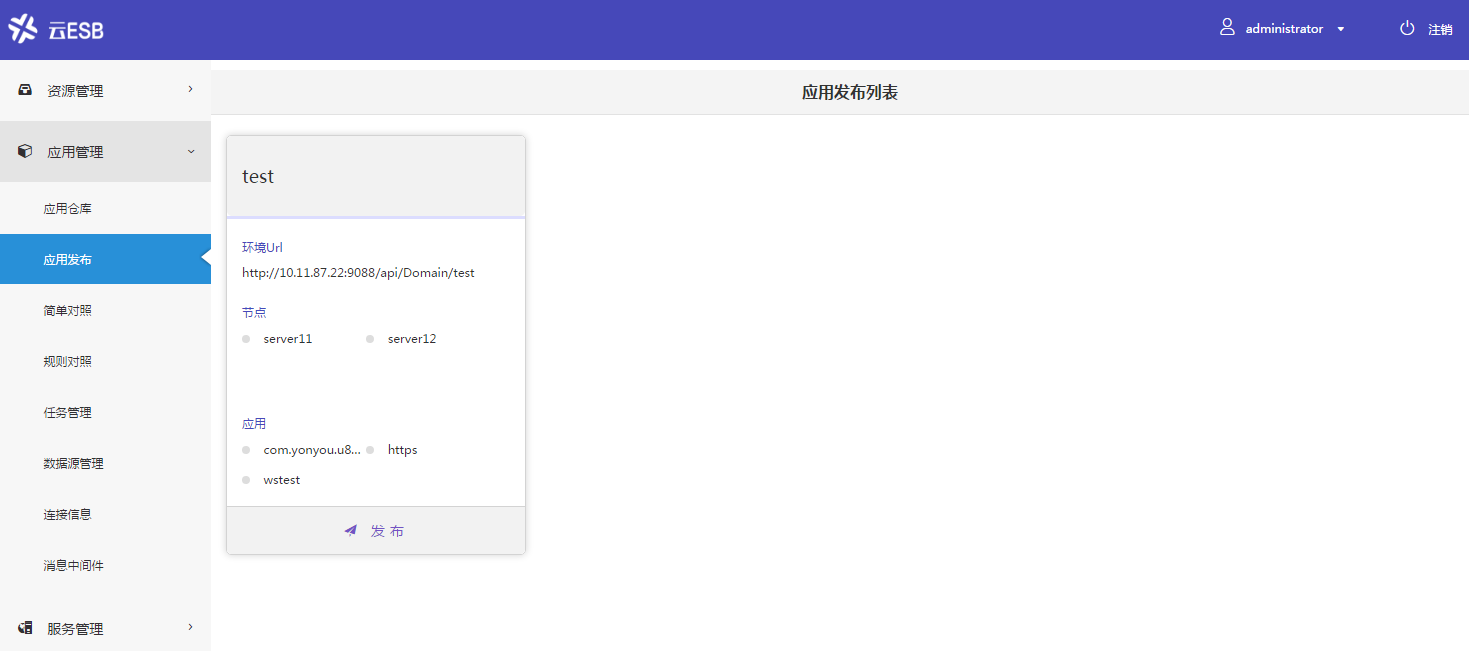 云ESB
administrator
注销
资源管理
应用管理
应用仓库
应用发布
简单对照
规则对照
任务管理
数据源管理
连接信息
消息中间件
服务管理
应用发布列表
test
环境Url
http://10.11.87.22:9088/api/Domain/test
节点
server11 server12
应用
com.yonyou.u8... https
wstest
发 布